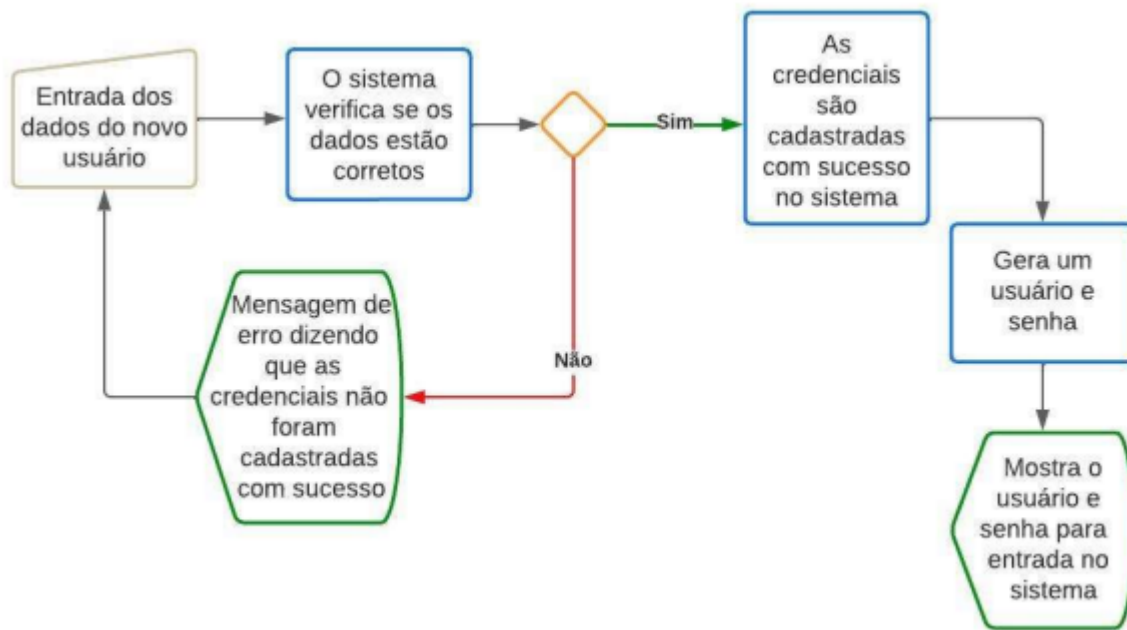 Entrada dos
dados do novo
usuário
O sistema
verifica se os
dados estão
corretos
Sim
As
credenciais
são
cadastradas
com sucesso
no sistema
Gera um
usuário e
senha
Mostra o
usuário e
senha para
entrada no
sistema
Não
Mensagem de
erro dizendo
que as
credenciais não
foram
cadastradas
com sucesso